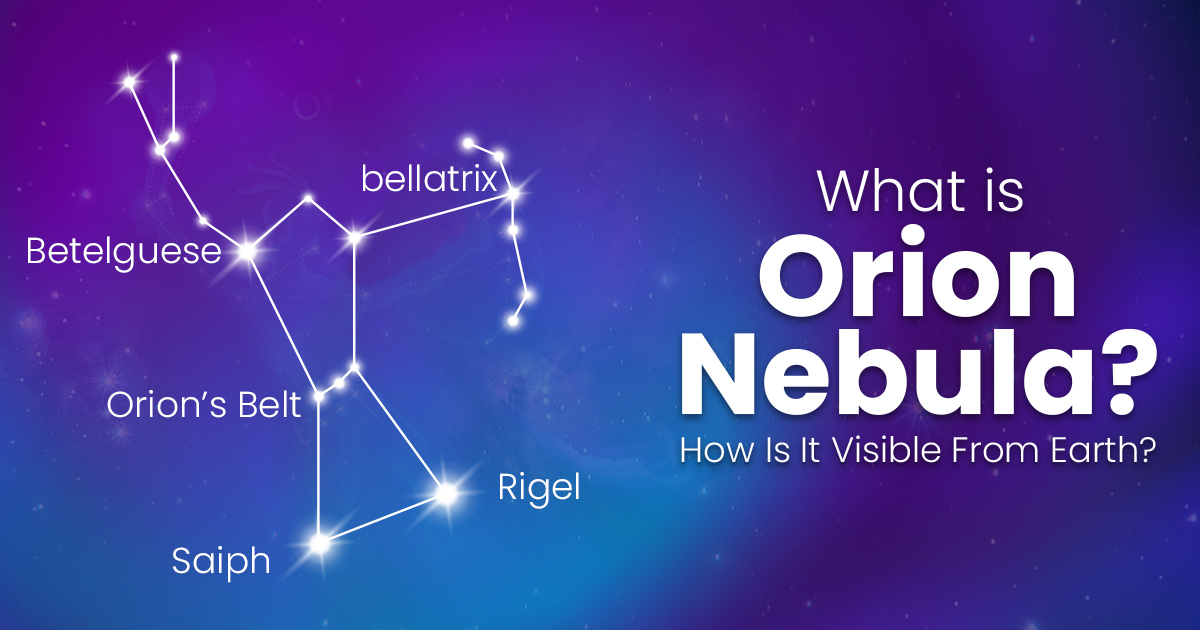 bellatrix
Betelguese
Orion’s Belt
Rigel
Saiph
What is
Orion
Nebula?
How Is It Visible From Earth?